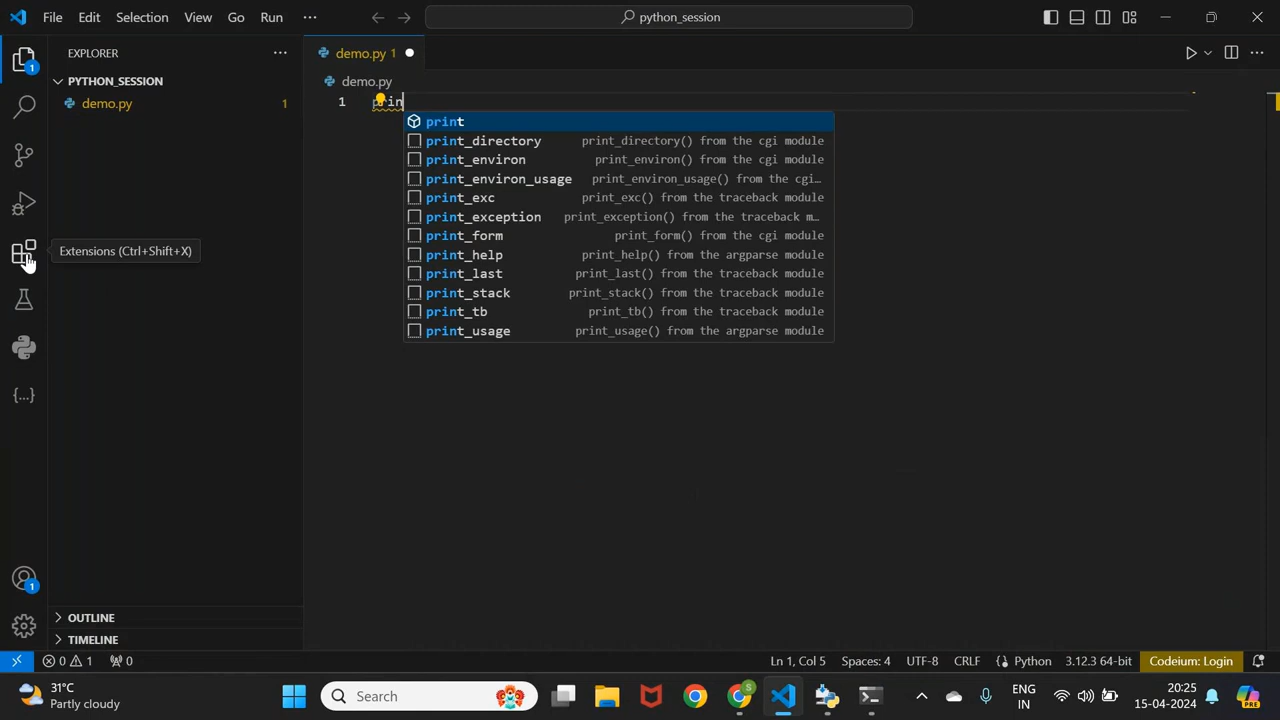 File Edit Selection View Go Run ··· python_session
EXPLORER ···
demo.py 1
PYTHON_SESSION
demo.py
demo.py 1
1 prin
print
print_directory print_directory() from the cgi module
print_environ print_environ() from the cgi module
print_environ_usage print_environ_usage() from the cgi…
print_exc print_exc() from the traceback module
print_exception print_exception() from the traceback m…
print_form print_form() from the cgi module
print_help print_help() from the argparse module
print_last print_last() from the traceback module
print_stack print_stack() from the traceback module
print_tb print_tb() from the traceback module
print_usage print_usage() from the argparse module
1
Extensions (Ctrl+Shift+X)
{...}
1
OUTLINE
TIMELINE
0 1 0 Ln 1, Col 5 Spaces: 4 UTF-8 CRLF Python 3.12.3 64-bit Codeium: Login
31°C
Partly cloudy
Search
S
ENG
IN
20:25
15-04-2024
PRE